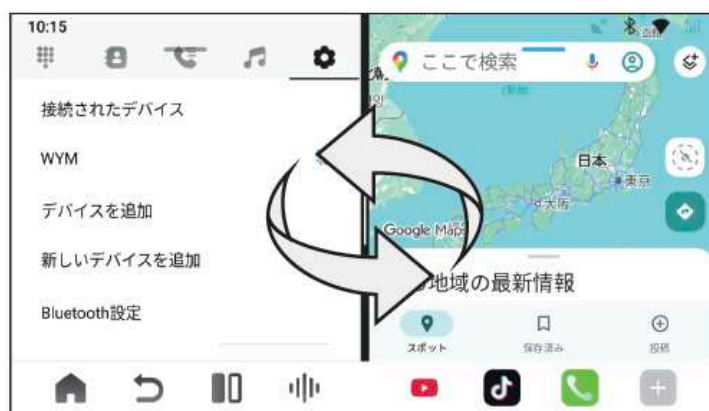 10:15
接続されたデバイス
WYM
デバイスを追加
新しいデバイスを追加
Bluetooth設定
ここで検索
日本
東京
大阪
Google Maps
地域の最新情報
スポット
保存済み
投稿